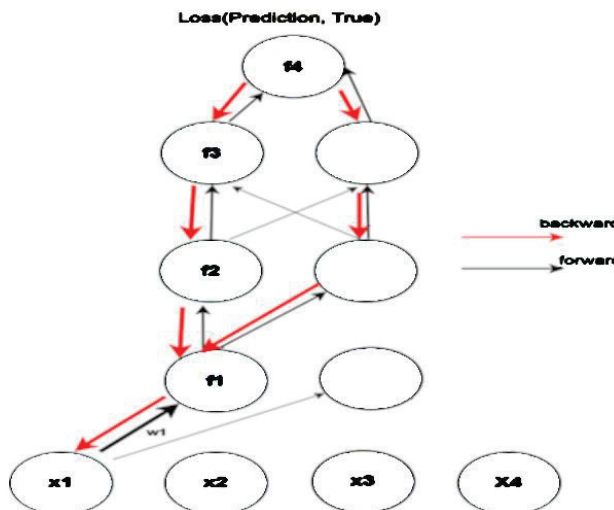 Loss(Prediction, True)
f4
f3
backward
forward
f2
f1
w1
x1
x2
x3
X4